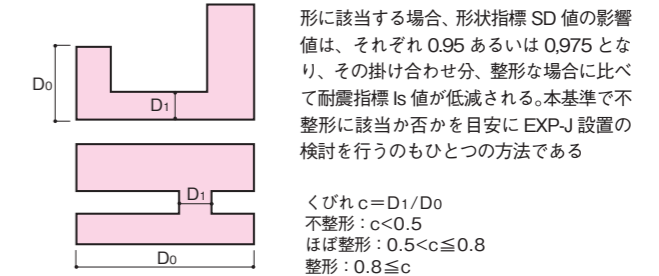 形に該当する場合、形状指標 SD 値の影響
値は、それぞれ 0.95 あるいは 0,975 とな
り、その掛け合わせ分、整形な場合に比べ
て耐震指標 Is 値が低減される。本基準で不
整形に該当か否かを目安に EXP-J 設置の
検討を行うのもひとつの方法である
D₀
D₁
D₁
D₀
くびれ c＝D₁/D₀
不整形：c<0.5
ほぼ整形：0.5<c≦0.8
整形：0.8≦c